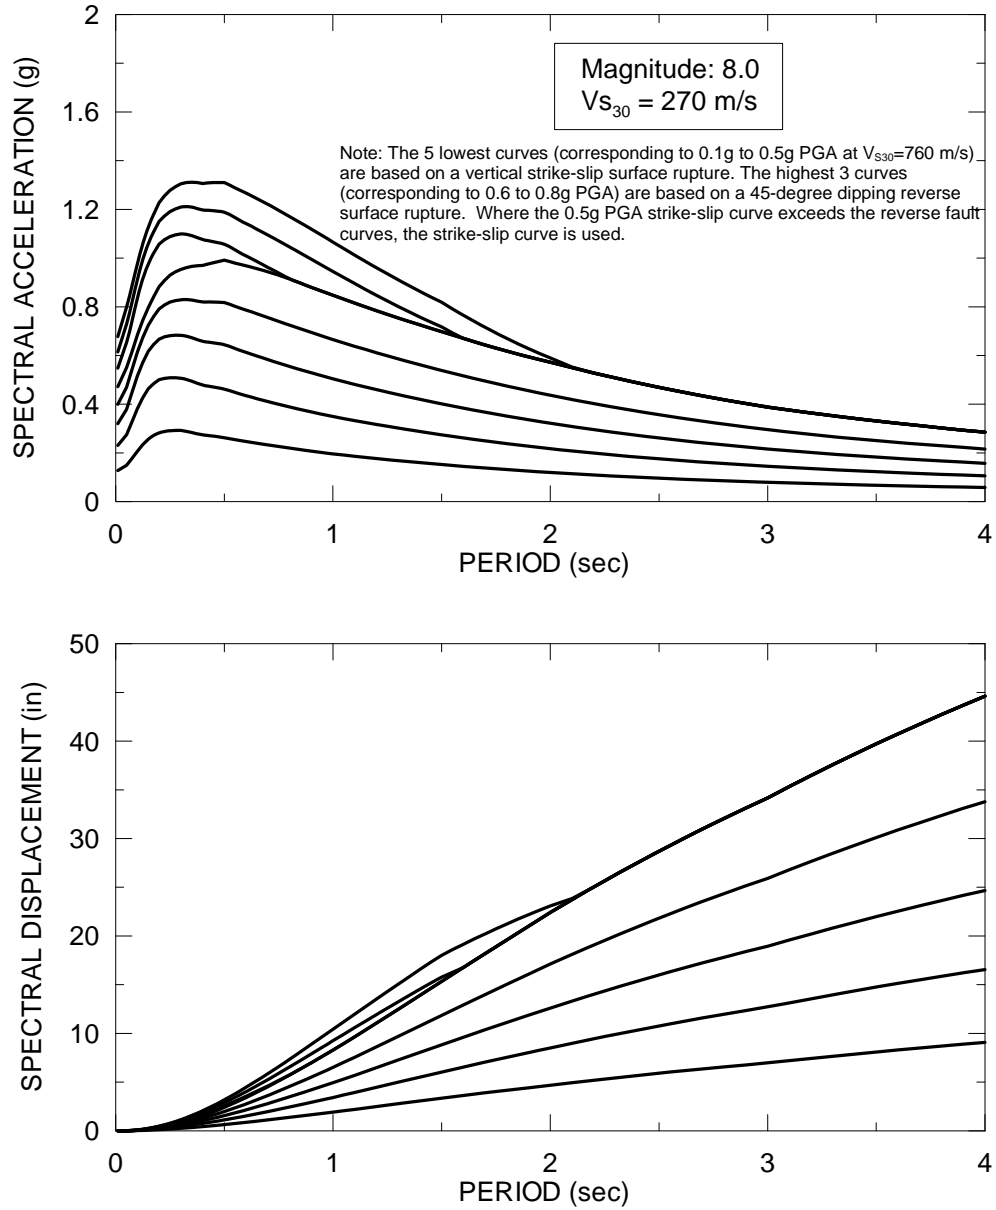 2
1.6
1.2
0.8
0.4
0
SPECTRAL ACCELERATION (g)
Magnitude: 8.0
Vs30 = 270 m/s
Note: The 5 lowest curves (corresponding to 0.1g to 0.5g PGA at VS30=760 m/s)
are based on a vertical strike-slip surface rupture. The highest 3 curves
(corresponding to 0.6 to 0.8g PGA) are based on a 45-degree dipping reverse
surface rupture. Where the 0.5g PGA strike-slip curve exceeds the reverse fault
curves, the strike-slip curve is used.
0 1 2 3 4
PERIOD (sec)
50
40
30
20
10
0
SPECTRAL DISPLACEMENT (in)
0 1 2 3 4
PERIOD (sec)